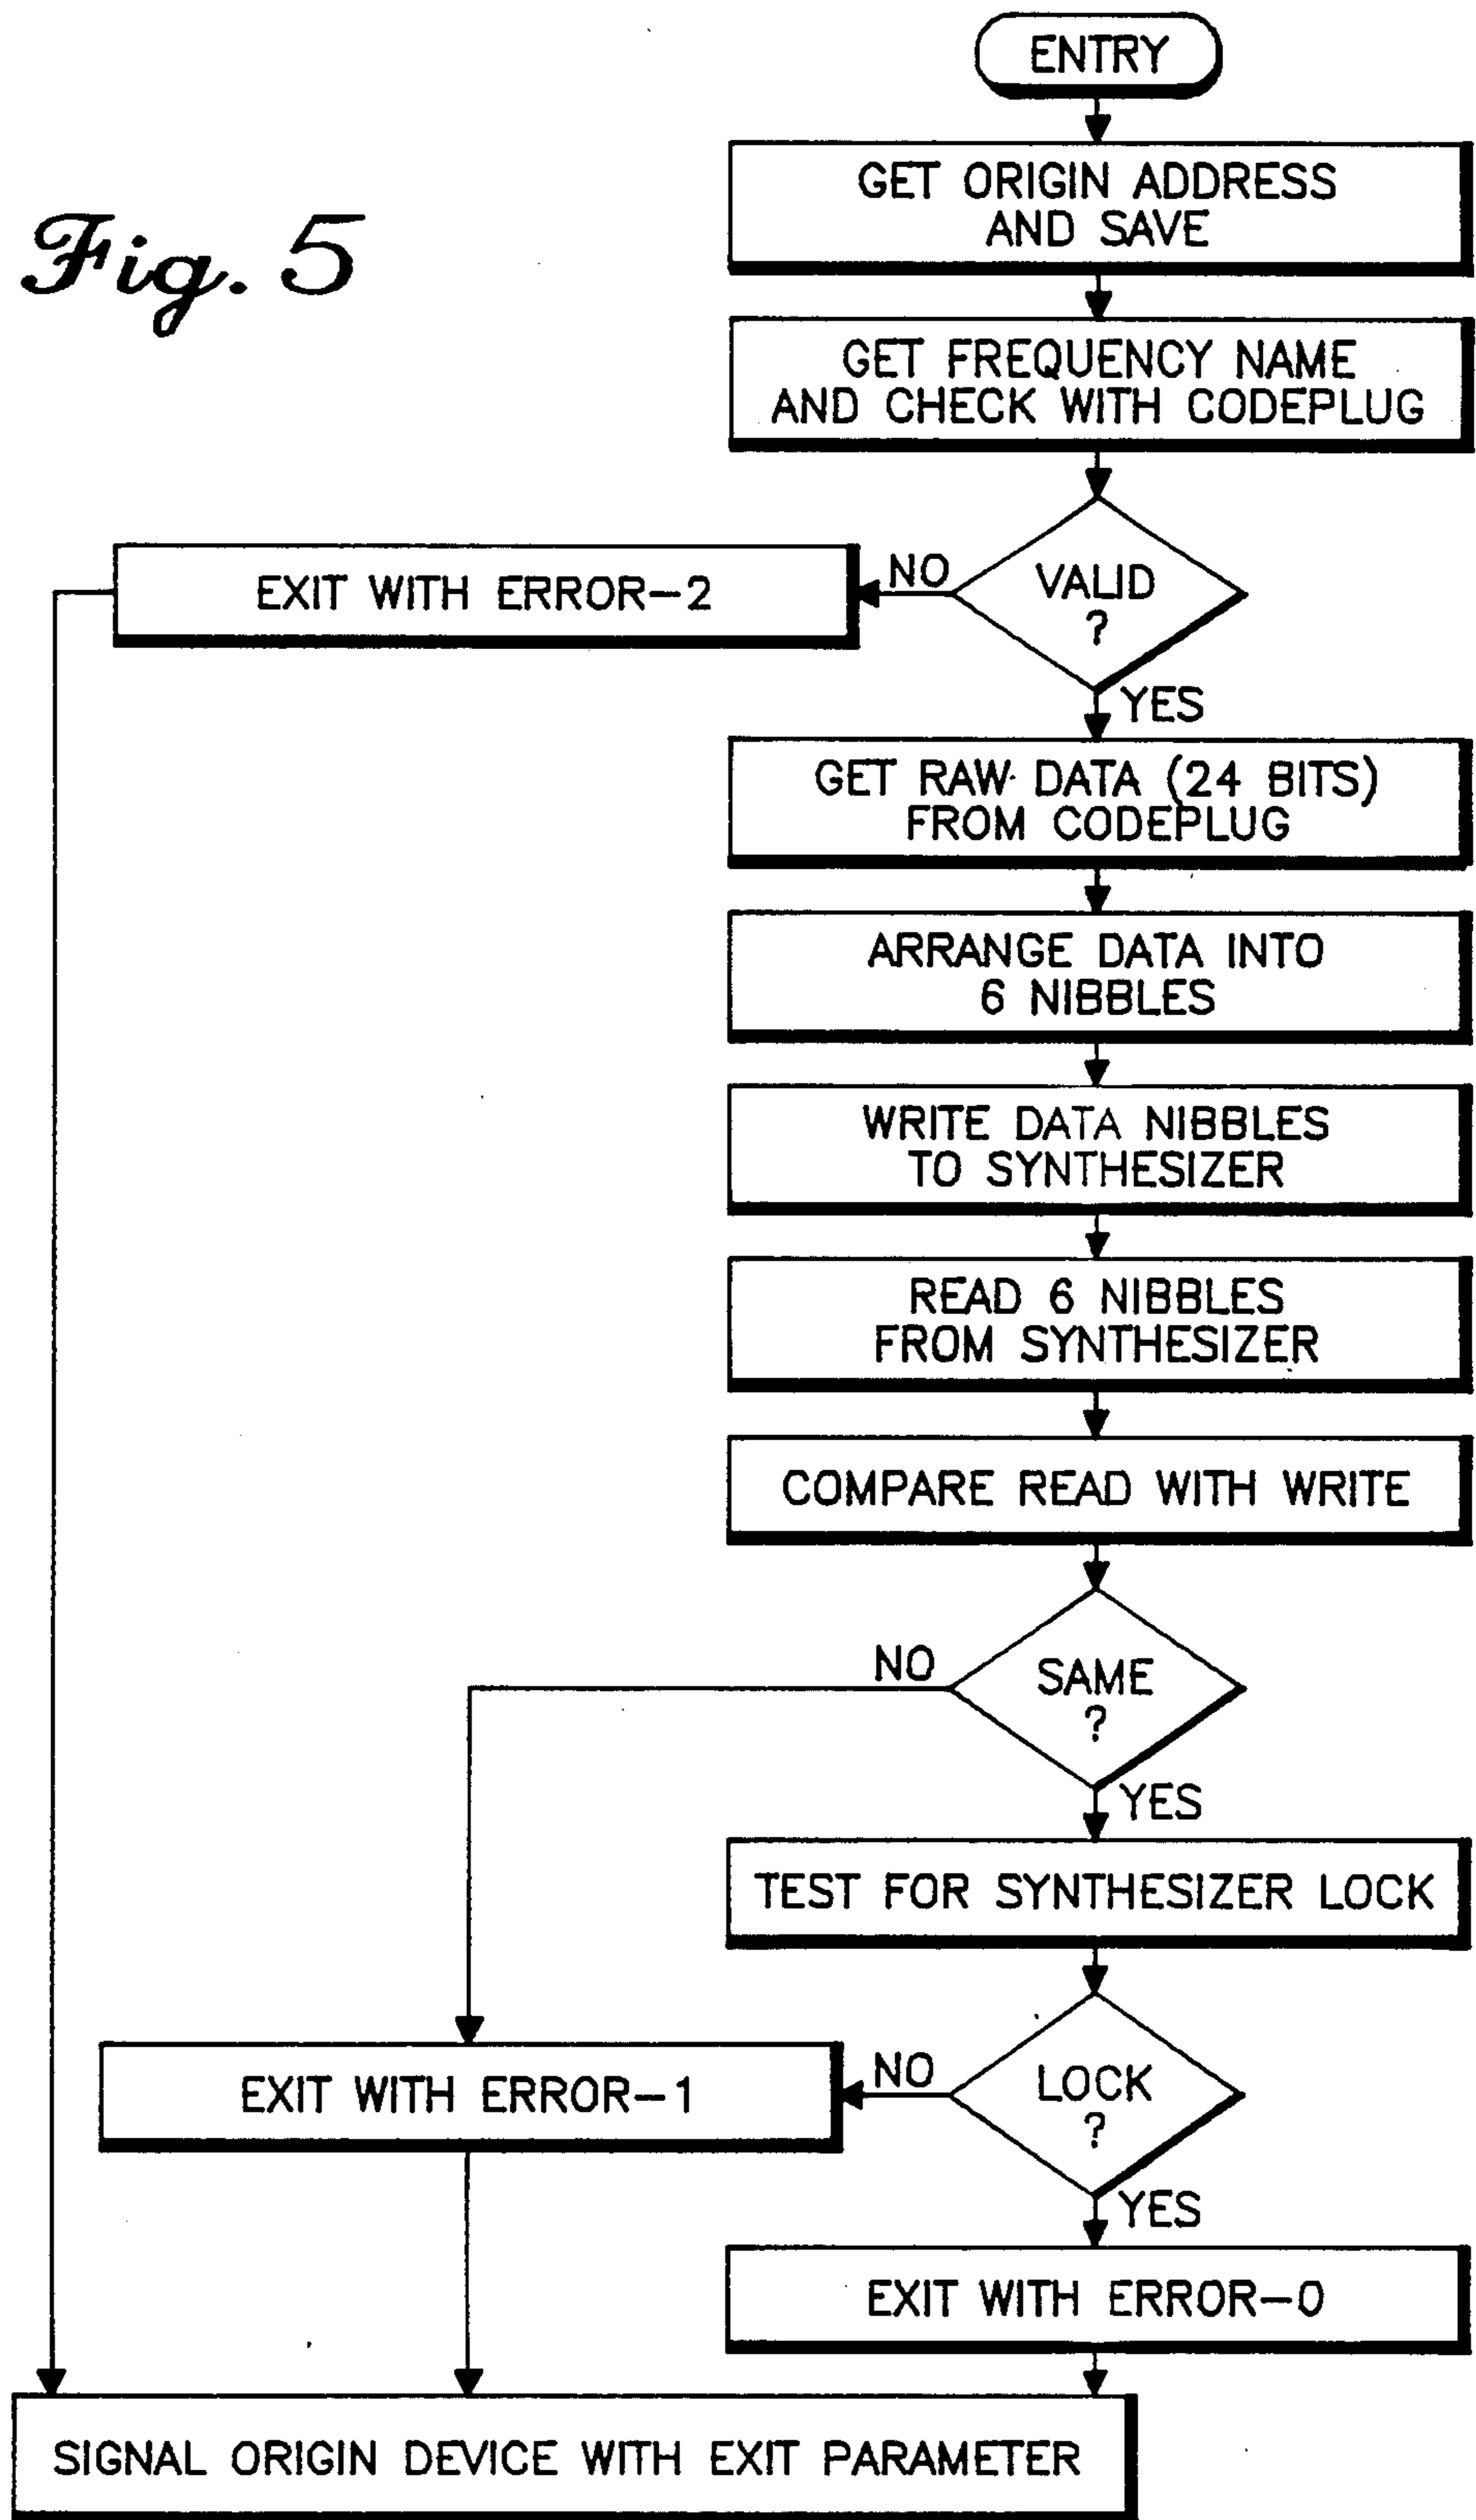 Fig. 5
ENTRY
GET ORIGIN ADDRESS
AND SAVE
GET FREQUENCY NAME
AND CHECK WITH CODEPLUG
VALID
?
NO
EXIT WITH ERROR-2
YES
GET RAW DATA (24 BITS)
FROM CODEPLUG
ARRANGE DATA INTO
6 NIBBLES
WRITE DATA NIBBLES
TO SYNTHESIZER
READ 6 NIBBLES
FROM SYNTHESIZER
COMPARE READ WITH WRITE
SAME
?
NO
YES
TEST FOR SYNTHESIZER LOCK
LOCK
?
NO
EXIT WITH ERROR-1
YES
EXIT WITH ERROR-0
SIGNAL ORIGIN DEVICE WITH EXIT PARAMETER